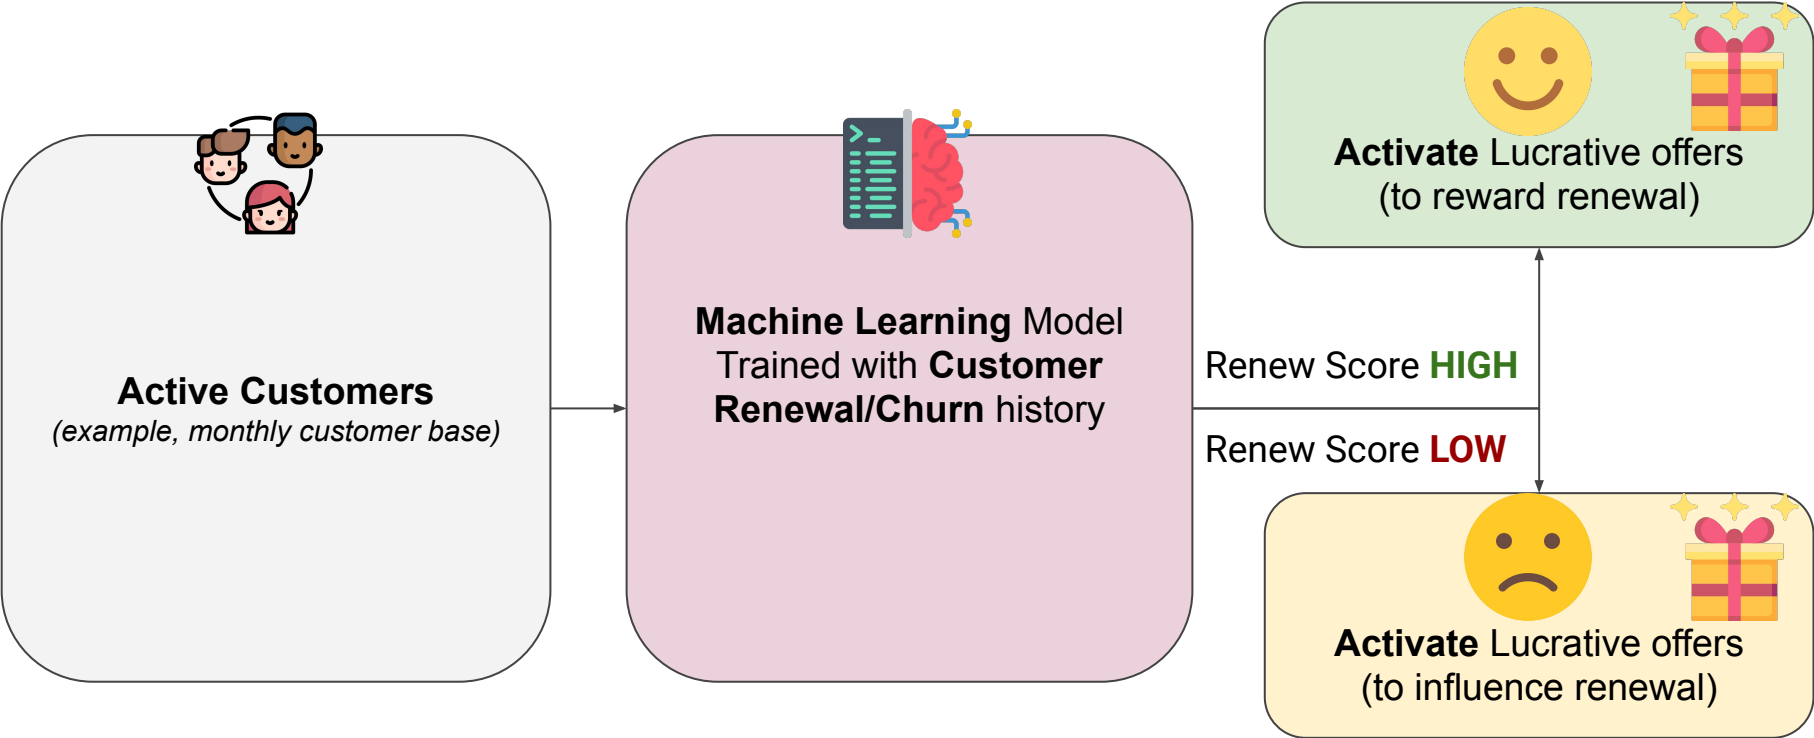 Active Customers
(example, monthly customer base)
Machine Learning Model
Trained with Customer
Renewal/Churn history
Renew Score HIGH
Renew Score LOW
Activate Lucrative offers
(to reward renewal)
Activate Lucrative offers
(to influence renewal)